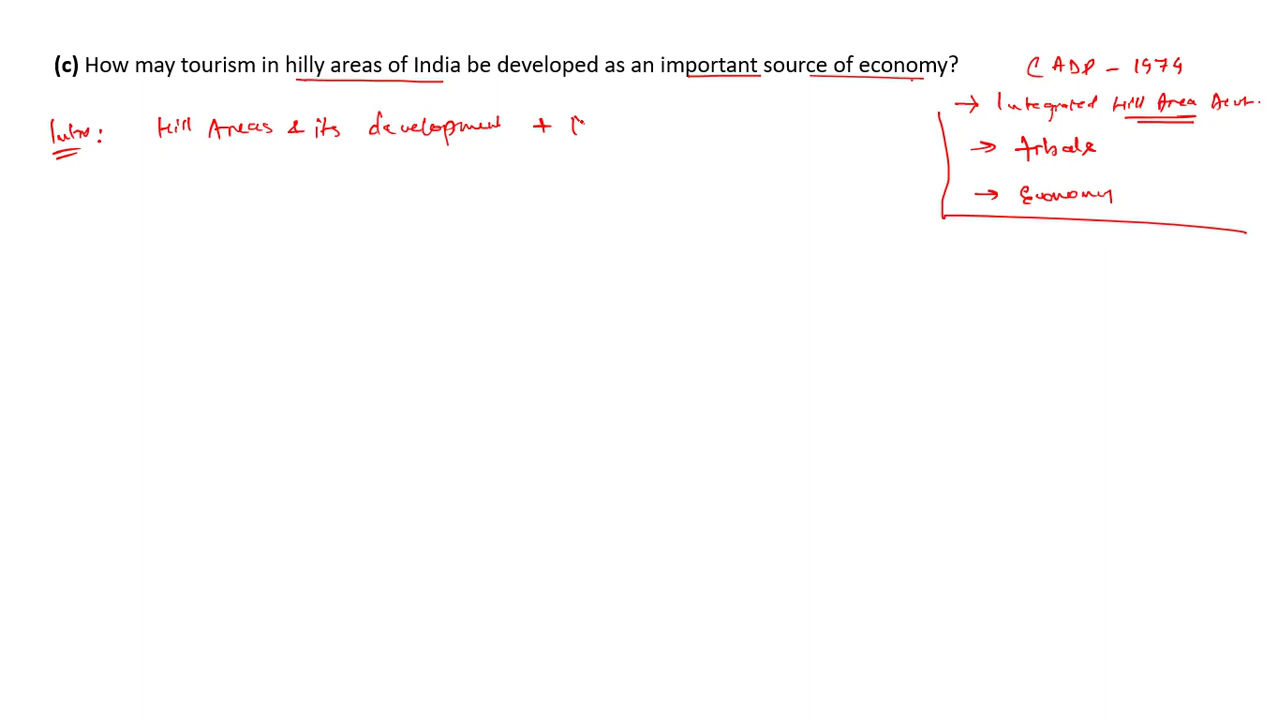 (c) How may tourism in hilly areas of India be developed as an important source of economy?
CADP - 1974
→ Integrated Hill Area Devt.
Intro: Hill Areas & its development +
→ Economy